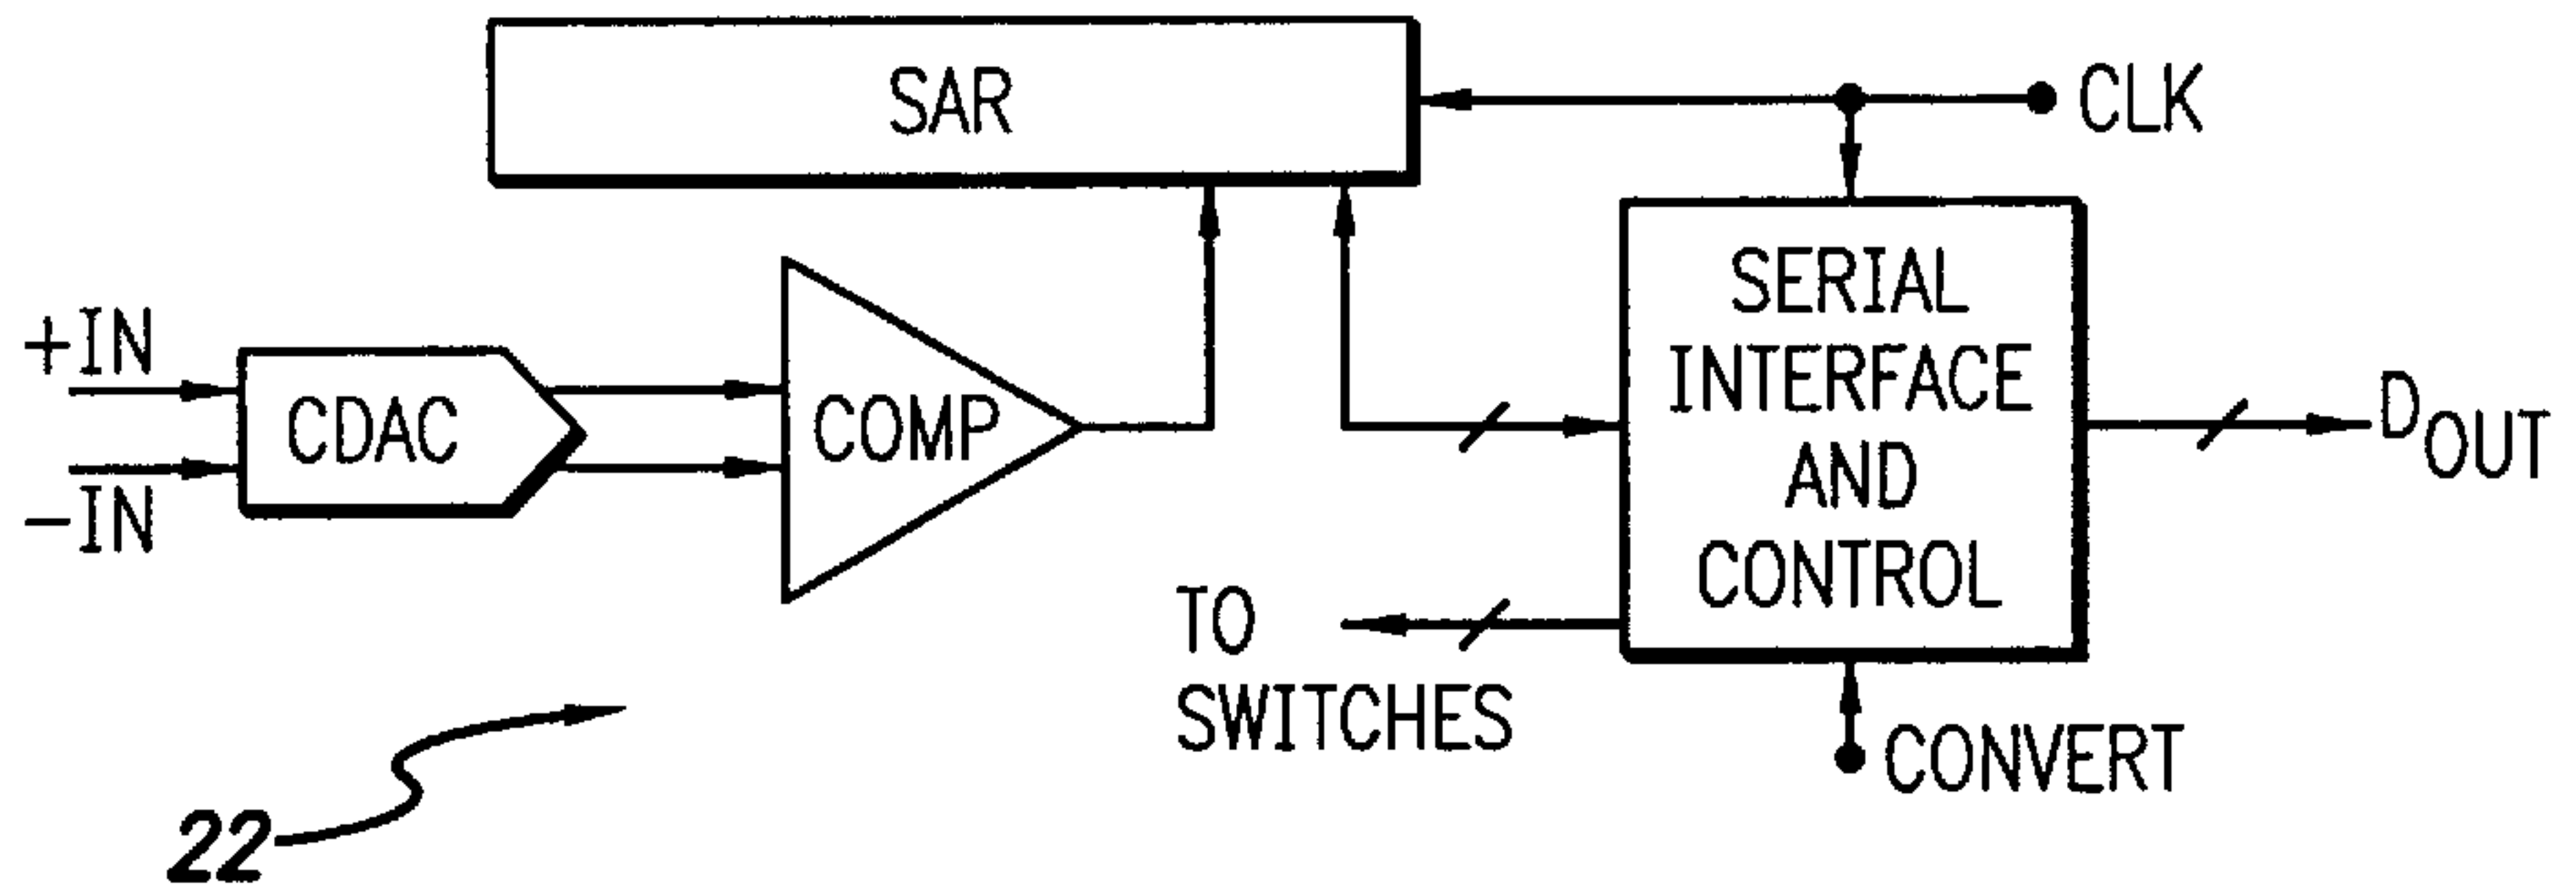 SAR
CLK
+IN
CDAC
-IN
COMP
SERIAL
INTERFACE
AND
CONTROL
DOUT
TO
SWITCHES
CONVERT
22